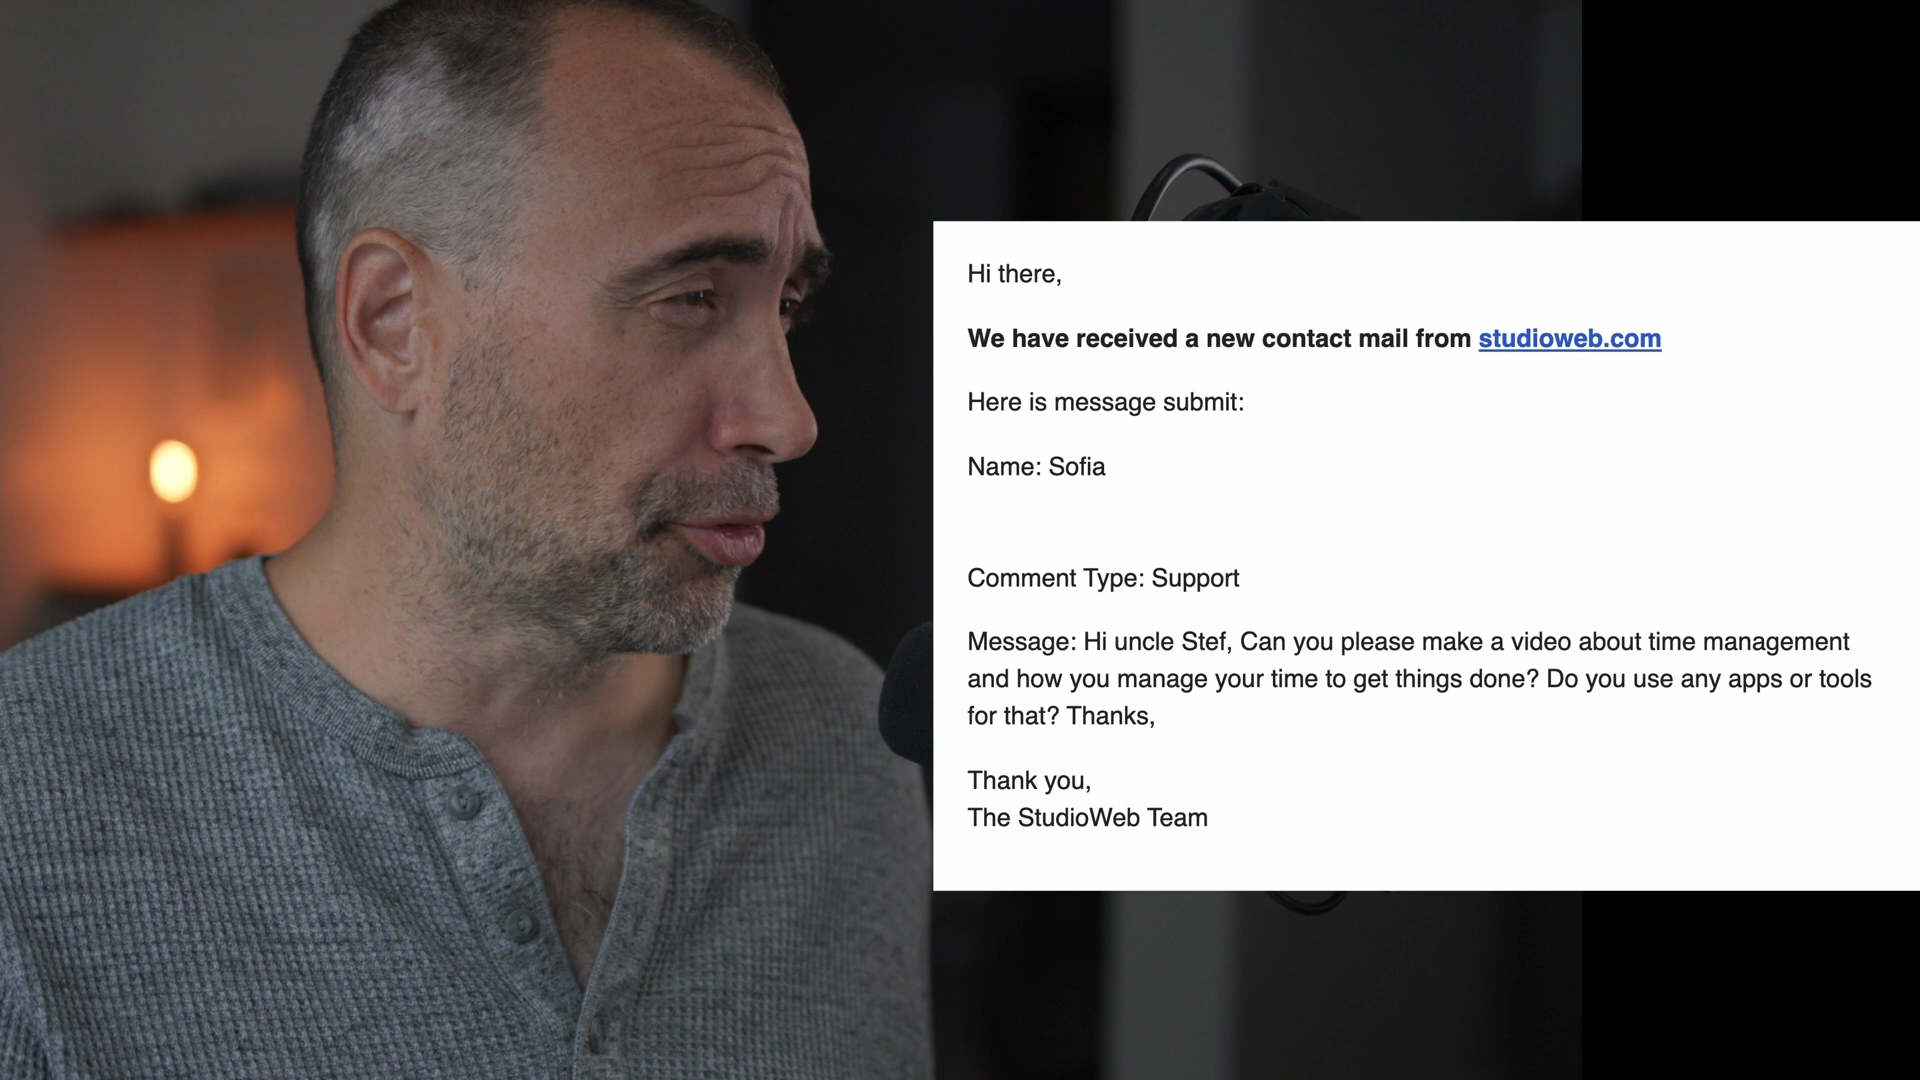 Hi there,
We have received a new contact mail from studioweb.com
Here is message submit:
Name: Sofia
Comment Type: Support
Message: Hi uncle Stef, Can you please make a video about time management
and how you manage your time to get things done? Do you use any apps or tools
for that? Thanks,
Thank you,
The StudioWeb Team